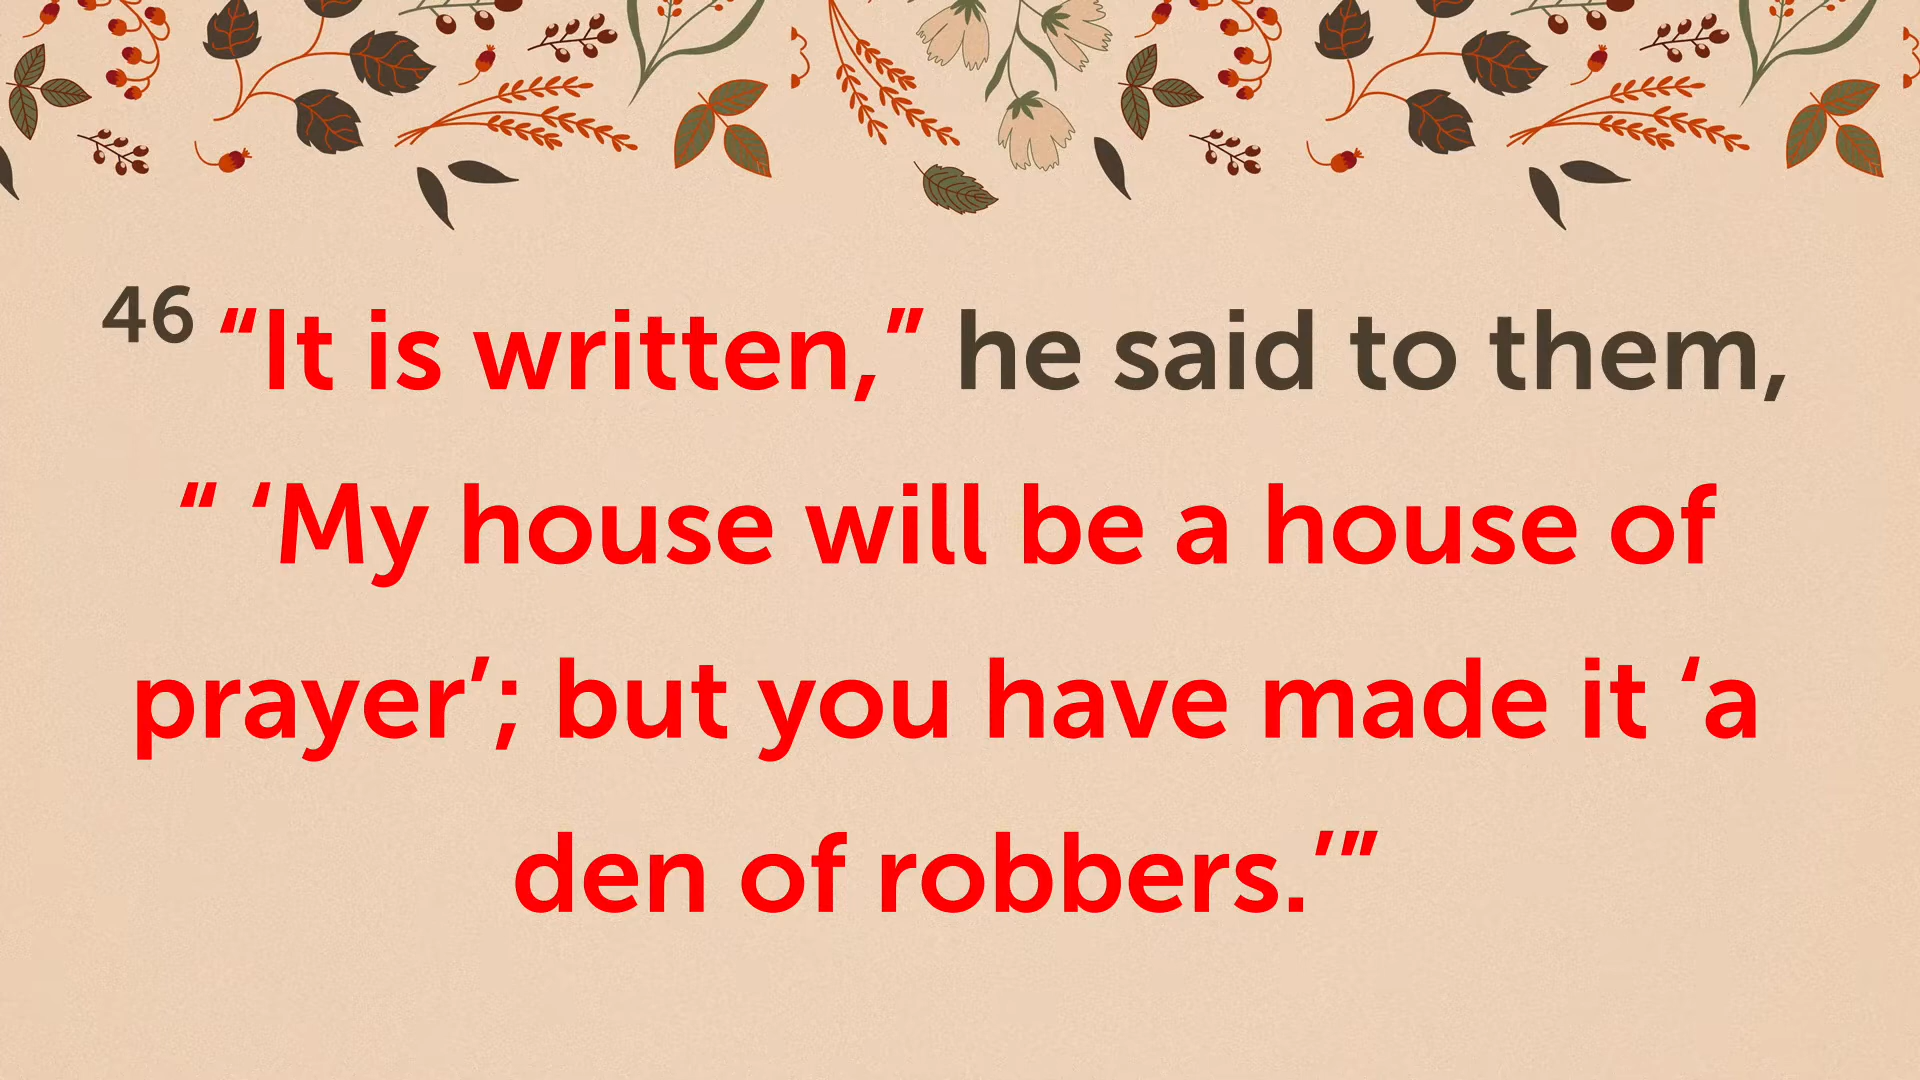 46 “It is written,” he said to them,
“ ‘My house will be a house of
prayer’; but you have made it ‘a
den of robbers.’”